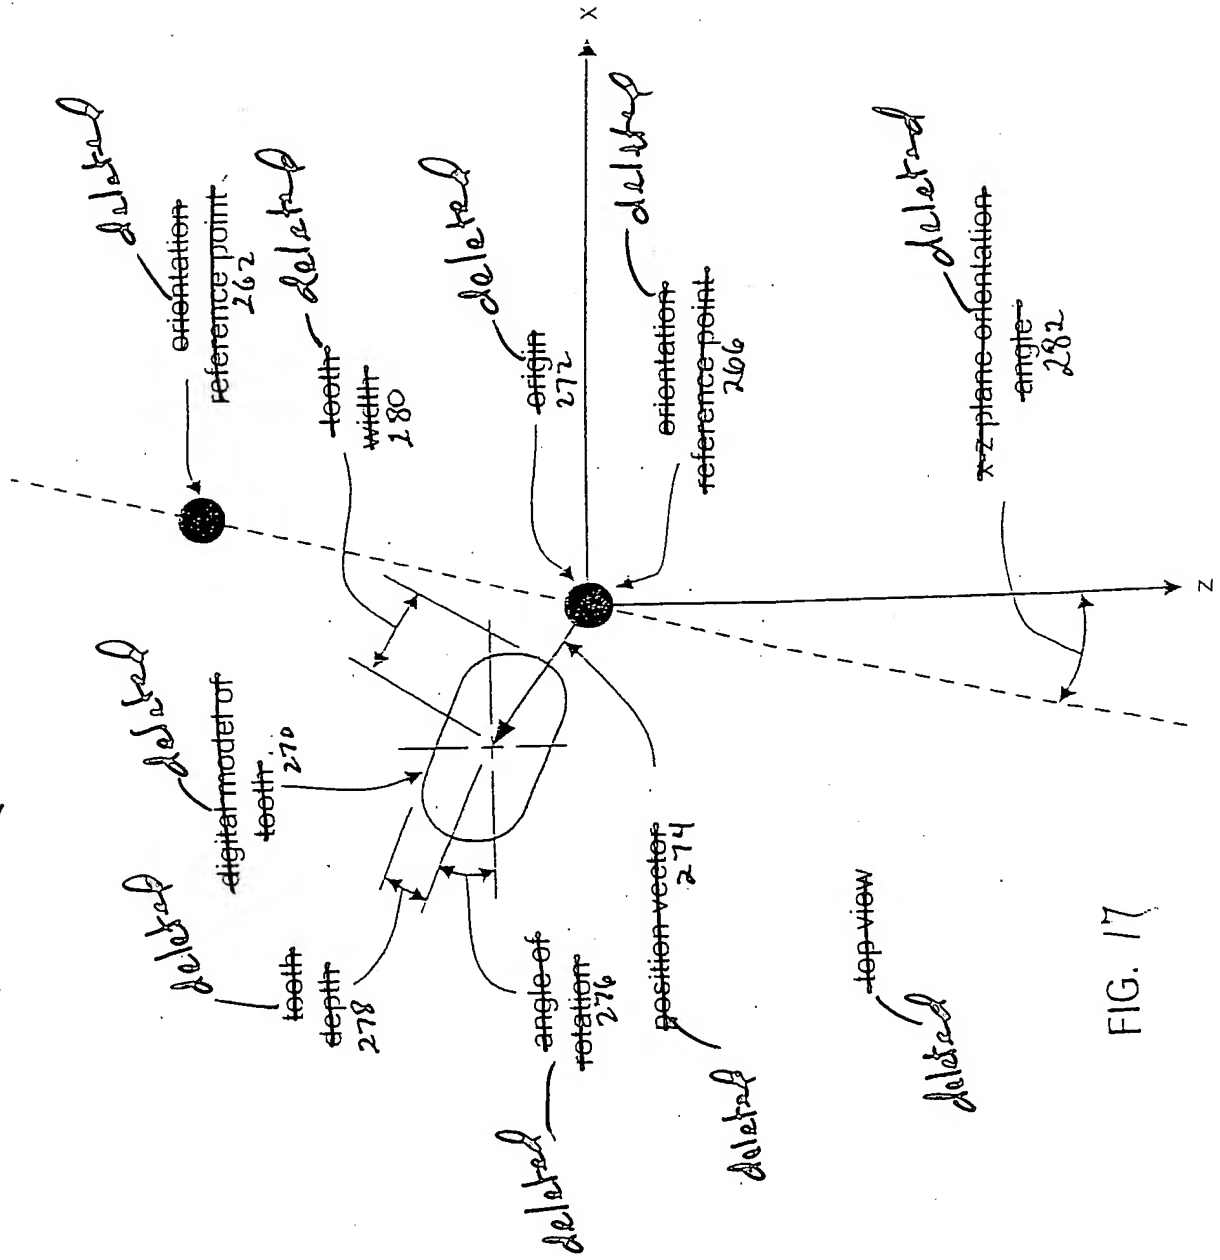 deleted
orientation
reference point
262
deleted
tooth
width
280
deleted
origin
272
X
deleted
orientation
reference point
266
deleted
x-z plane orientation
angle
282
Z
deleted
digital model of
tooth
270
deleted
tooth
depth
278
angle of
rotation
276
deleted
position vector
274
deleted
top view
deleted
FIG. 17